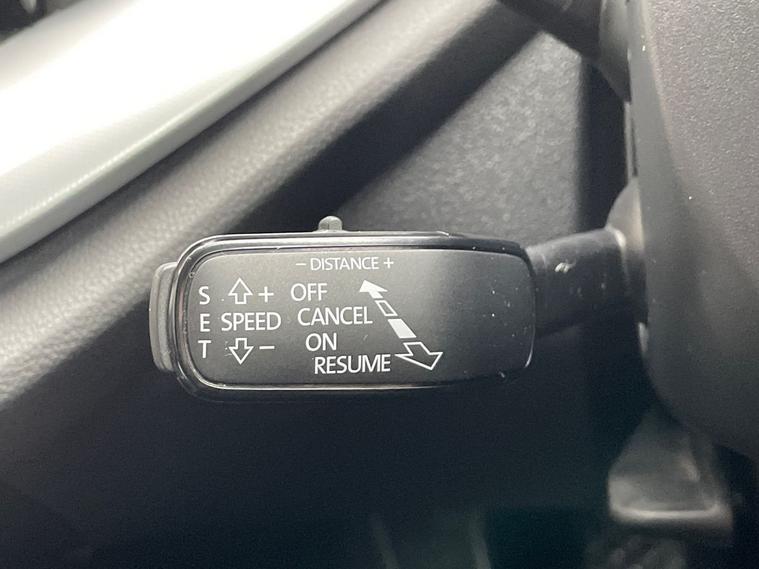 − DISTANCE +
S + OFF
E SPEED CANCEL
T − ON
RESUME